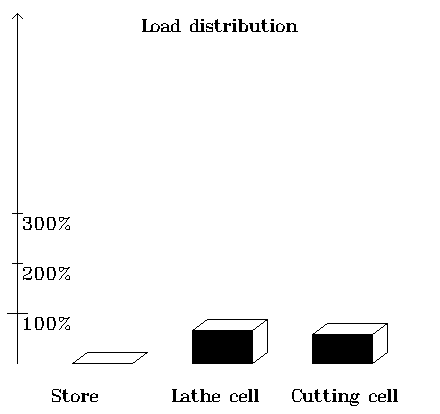 Load distribution
300%
200%
100%
Store Lathe cell Cutting cell